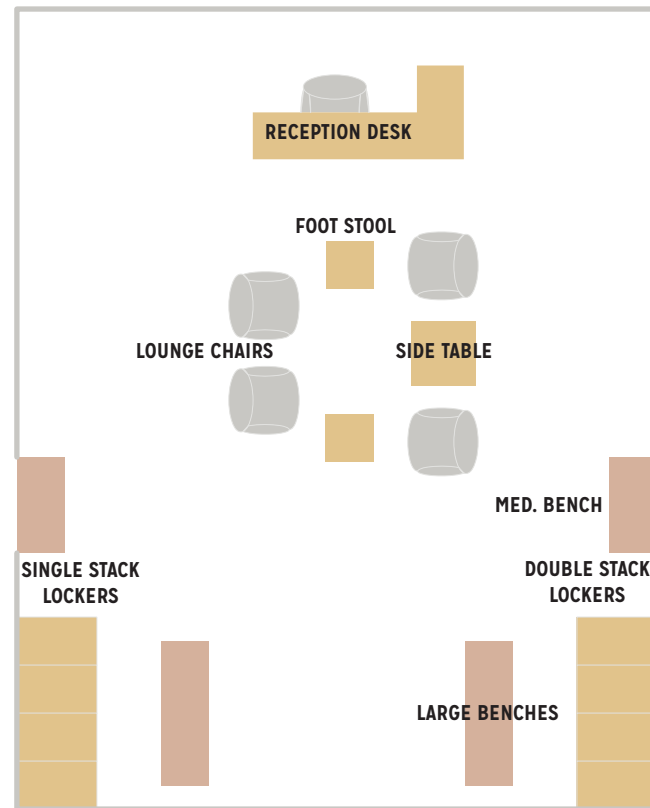 RECEPTION DESK
FOOT STOOL
LOUNGE CHAIRS
SIDE TABLE
MED. BENCH
SINGLE STACK
LOCKERS
DOUBLE STACK
LOCKERS
LARGE BENCHES